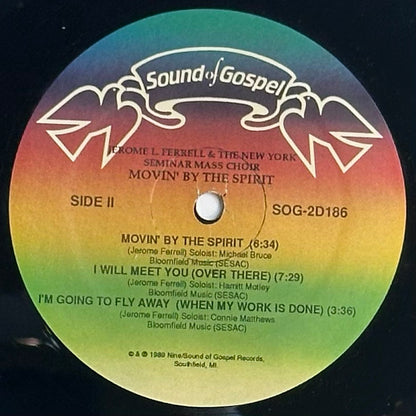 Sound of Gospel
JEROME L. FERRELL & THE NEW YORK
SEMINAR MASS CHOIR
MOVIN' BY THE SPIRIT
SIDE II
SOG-2D186
MOVIN' BY THE SPIRIT (6:34)
(Jerome Ferrell) Soloist: Michael Bruce
Bloomfield Music (SESAC)
I WILL MEET YOU (OVER THERE) (7:29)
(Jerome Ferrell) Soloist: Hamitt Motley
Bloomfield Music (SESAC)
I'M GOING TO FLY AWAY (WHEN MY WORK IS DONE) (3:36)
(Jerome Ferrell) Soloist: Connie Matthews
Bloomfield Music (SESAC)
© & ℗ 1989 Nine/Sound of Gospel Records,
Southfield, MI.